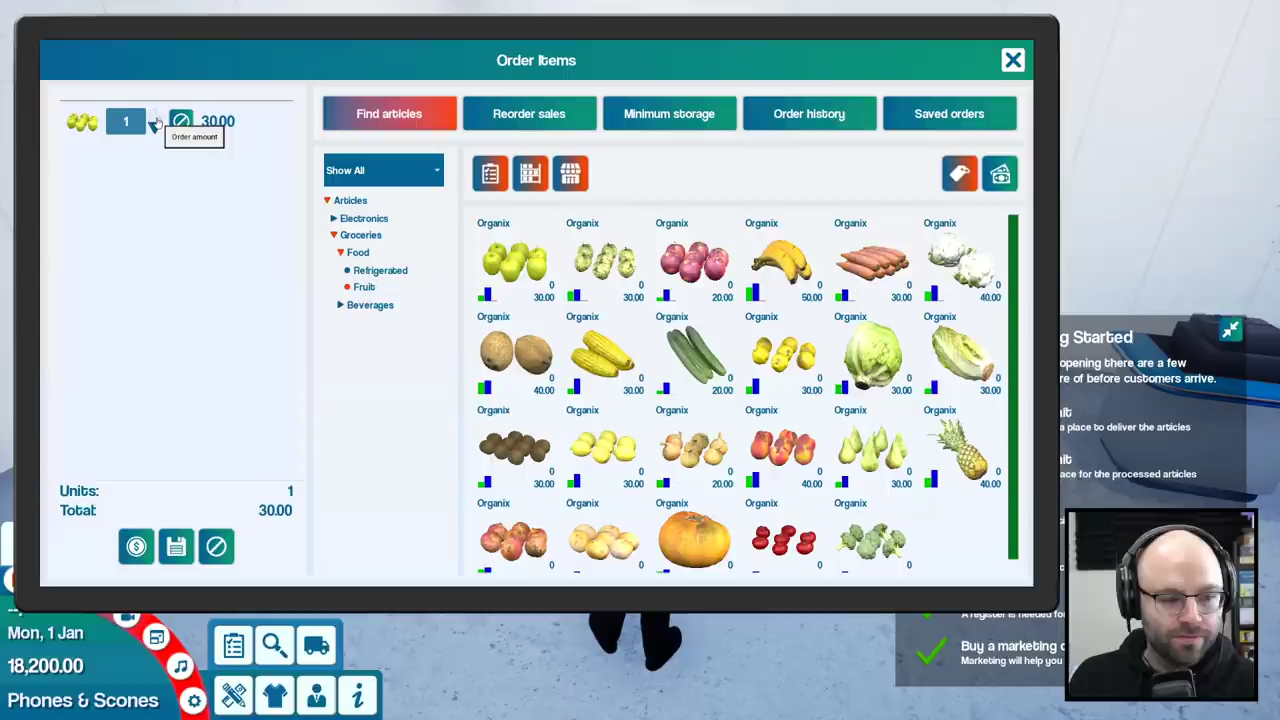 Order Items
1 30.00
Order amount
Find articles Reorder sales Minimum storage Order history Saved orders
Show All
Articles
Electronics
Groceries
Food
Refrigerated
Fruit
Beverages
Organix Organix Organix Organix Organix Organix
0 0 0 0 0 0
30.00 30.00 20.00 50.00 30.00 40.00
Organix Organix Organix Organix Organix Organix
0 0 0 0 0 0
40.00 30.00 20.00 30.00 30.00 30.00
Organix Organix Organix Organix Organix Organix
0 0 0 0 0 0
30.00 30.00 20.00 40.00 30.00 40.00
Organix Organix Organix Organix Organix
0 0 0 0 0
Units: 1
Total: 30.00
g Started
opening there are a few
re of before customers arrive.
nit
a place to deliver the articles
nit
ace for the processed articles
A register is needed fo
Buy a marketing
Marketing will help you
Mon, 1 Jan
18,200.00
Phones & Scones